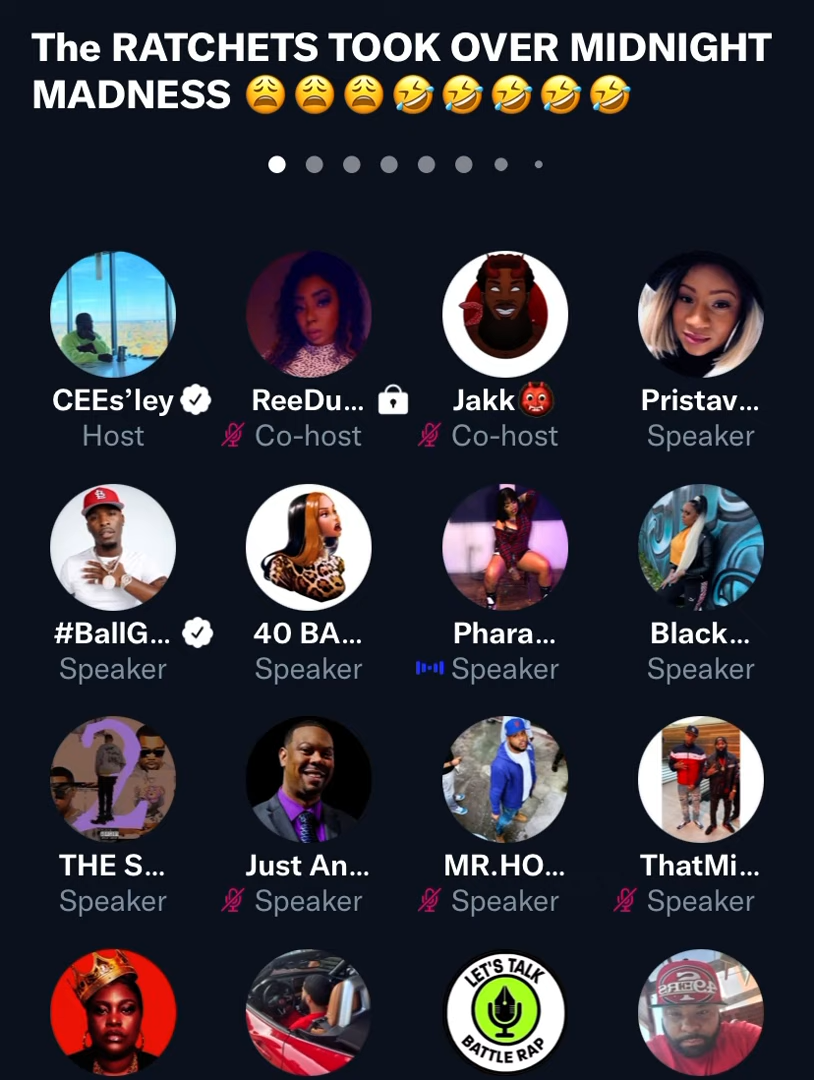 The RATCHETS TOOK OVER MIDNIGHT
MADNESS 😩😩😩🤣🤣🤣🤣🤣
CEEs’ley
Host
ReeDu...
Co-host
Jakk👹
Co-host
Pristav...
Speaker
#BallG...
Speaker
40 BA...
Speaker
Phara...
Speaker
Black...
Speaker
2
THE S...
Speaker
Just An...
Speaker
MR.HO...
Speaker
ThatMi...
Speaker
LET'S TALK
BATTLE RAP
49ERS